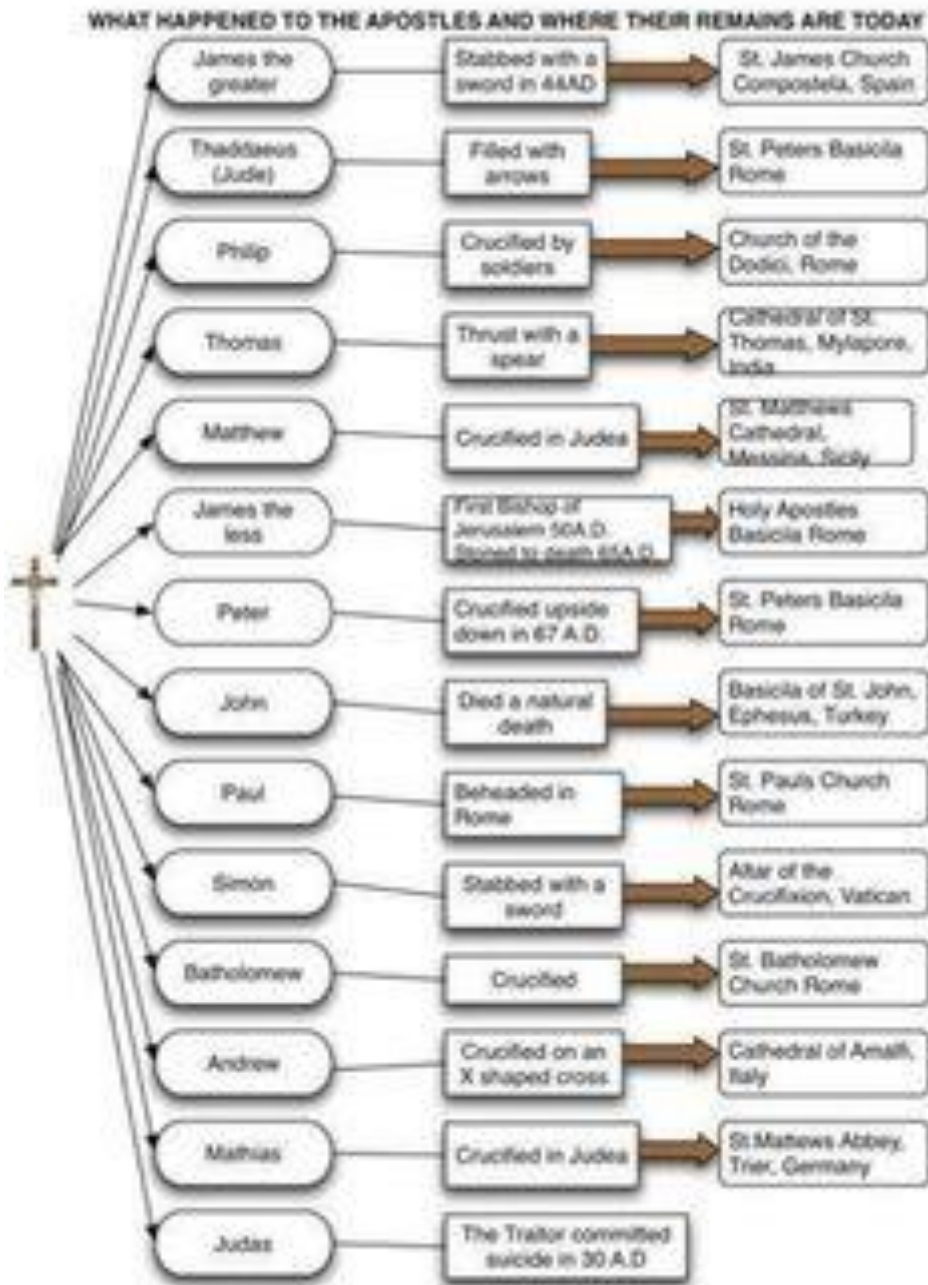 WHAT HAPPENED TO THE APOSTLES AND WHERE THEIR REMAINS ARE TODAY
James the
greater
Stabbed with a
sword in 44AD
St. James Church
Compostela, Spain
Thaddaeus
(Jude)
Filled with
arrows
St. Peters Basicila
Rome
Philip
Crucified by
soldiers
Church of the
Dodici, Rome
Thomas
Thrust with a
spear
Cathedral of St.
Thomas, Mylapore,
India
Matthew
Crucified in Judea
St. Matthews
Cathedral,
Messina, Sicily
James the
less
First Bishop of
Jerusalem 50A.D.
Stoned to death 65A.D.
Holy Apostles
Basicila Rome
Peter
Crucified upside
down in 67 A.D.
St. Peters Basicila
Rome
John
Died a natural
death
Basicila of St. John,
Ephesus, Turkey
Paul
Beheaded in
Rome
St. Pauls Church
Rome
Simon
Stabbed with a
sword
Altar of the
Crucifixion, Vatican
Batholomew
Crucified
St. Batholomew
Church Rome
Andrew
Crucified on an
X shaped cross
Cathedral of Amalfi,
Italy
Mathias
Crucified in Judea
St.Mattews Abbey,
Trier, Germany
Judas
The Traitor committed
suicide in 30 A.D